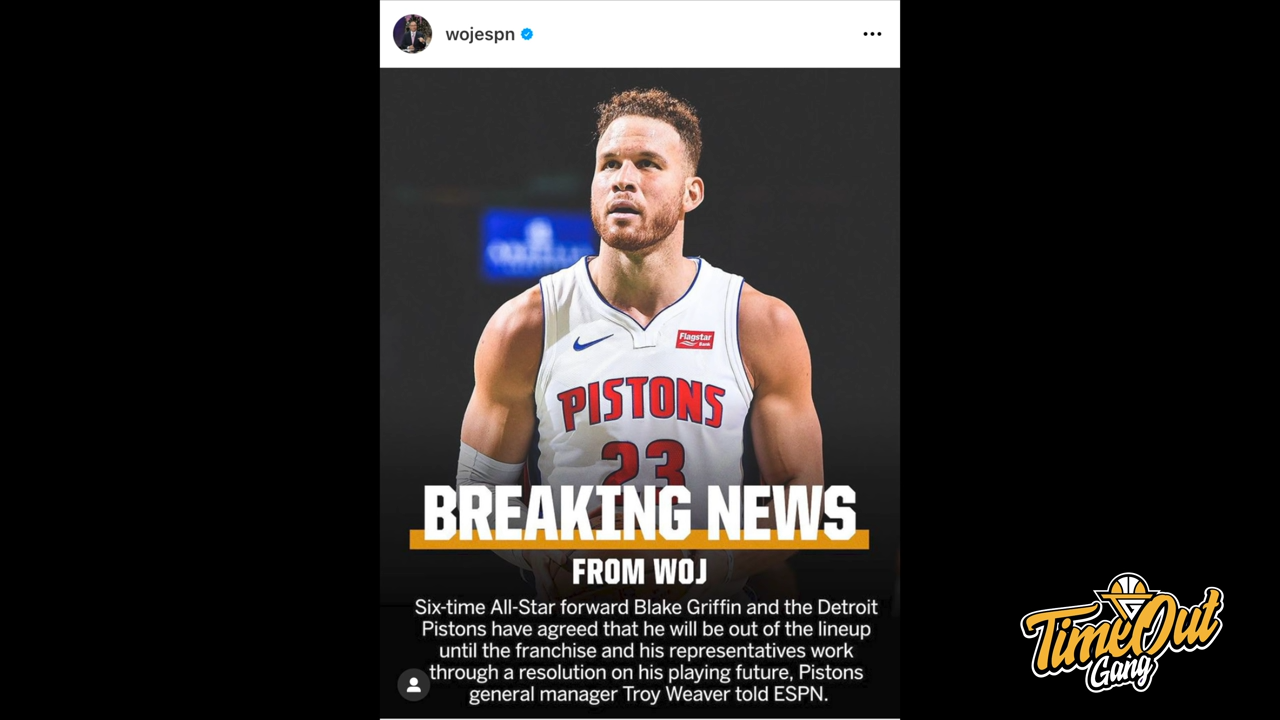 wojespn
Flagstar
Bank
PISTONS
23
BREAKING NEWS
FROM WOJ
Six-time All-Star forward Blake Griffin and the Detroit
Pistons have agreed that he will be out of the lineup
until the franchise and his representatives work
through a resolution on his playing future, Pistons
general manager Troy Weaver told ESPN.
TimeOut
Gang